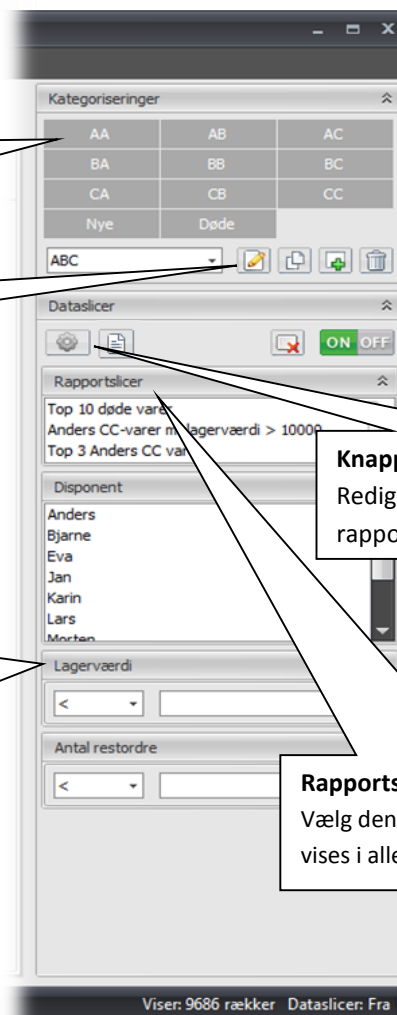 Kategoriseringer
AA AB AC
BA BB BC
CA CB CC
Nye Døde
ABC
Dataslicer
ON OFF
Rapportslicer
Top 10 døde varer
Anders CC-varer m lagerværdi > 10000
Top 3 Anders CC var
Knapp
Redig
rappo
Disponent
Anders
Bjarne
Eva
Jan
Karin
Lars
Morten
Lagerværdi
<
Antal restordre
<
Rapports
Vælg den
vises i alle
Viser: 9686 rækker Dataslicer: Fra